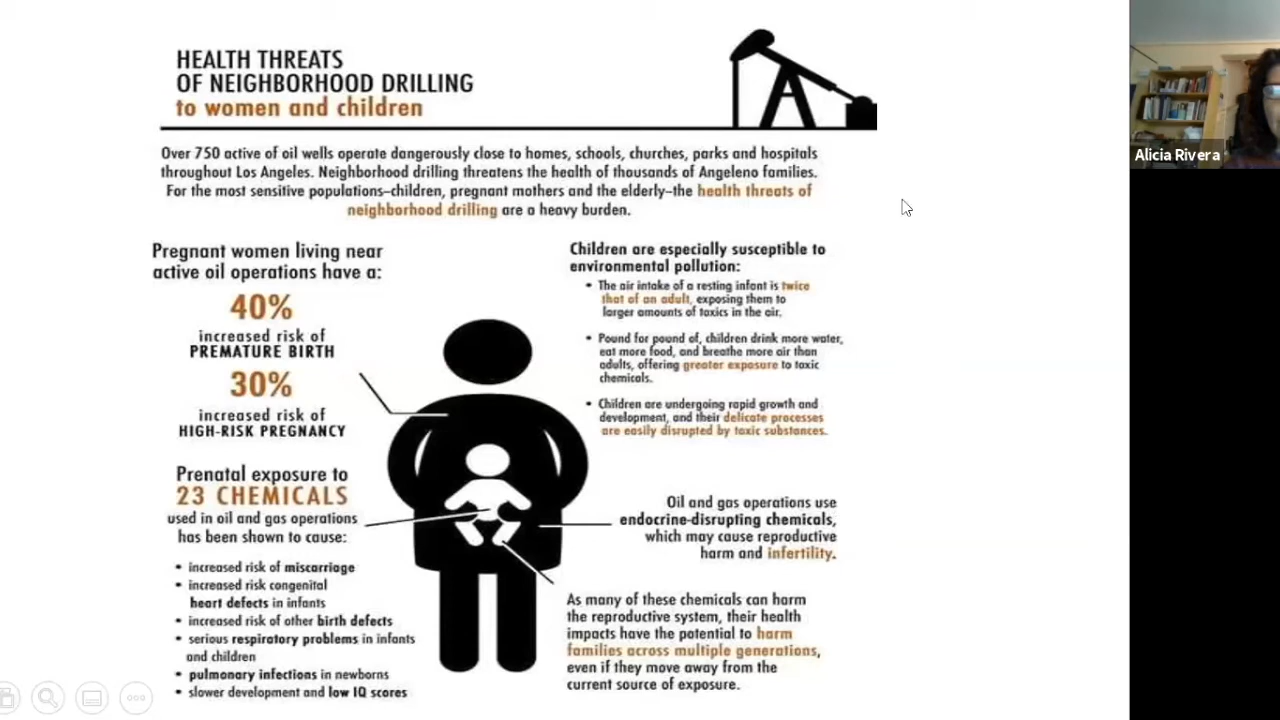 HEALTH THREATS
OF NEIGHBORHOOD DRILLING
to women and children
Over 750 active of oil wells operate dangerously close to homes, schools, churches, parks and hospitals
throughout Los Angeles. Neighborhood drilling threatens the health of thousands of Angeleno families.
For the most sensitive populations–children, pregnant mothers and the elderly–the health threats of
neighborhood drilling are a heavy burden.
Pregnant women living near
active oil operations have a:
40%
increased risk of
PREMATURE BIRTH
30%
increased risk of
HIGH-RISK PREGNANCY
Prenatal exposure to
23 CHEMICALS
used in oil and gas operations
has been shown to cause:
• increased risk of miscarriage
• increased risk congenital
heart defects in infants
• increased risk of other birth defects
• serious respiratory problems in infants
and children
• pulmonary infections in newborns
• slower development and low IQ scores
Children are especially susceptible to
environmental pollution:
• The air intake of a resting infant is twice
that of an adult, exposing them to
larger amounts of toxics in the air.
• Pound for pound of, children drink more water,
eat more food, and breathe more air than
adults, offering greater exposure to toxic
chemicals.
• Children are undergoing rapid growth and
development, and their delicate processes
are easily disrupted by toxic substances.
Oil and gas operations use
endocrine-disrupting chemicals,
which may cause reproductive
harm and infertility.
As many of these chemicals can harm
the reproductive system, their health
impacts have the potential to harm
families across multiple generations,
even if they move away from the
current source of exposure.
Alicia Rivera